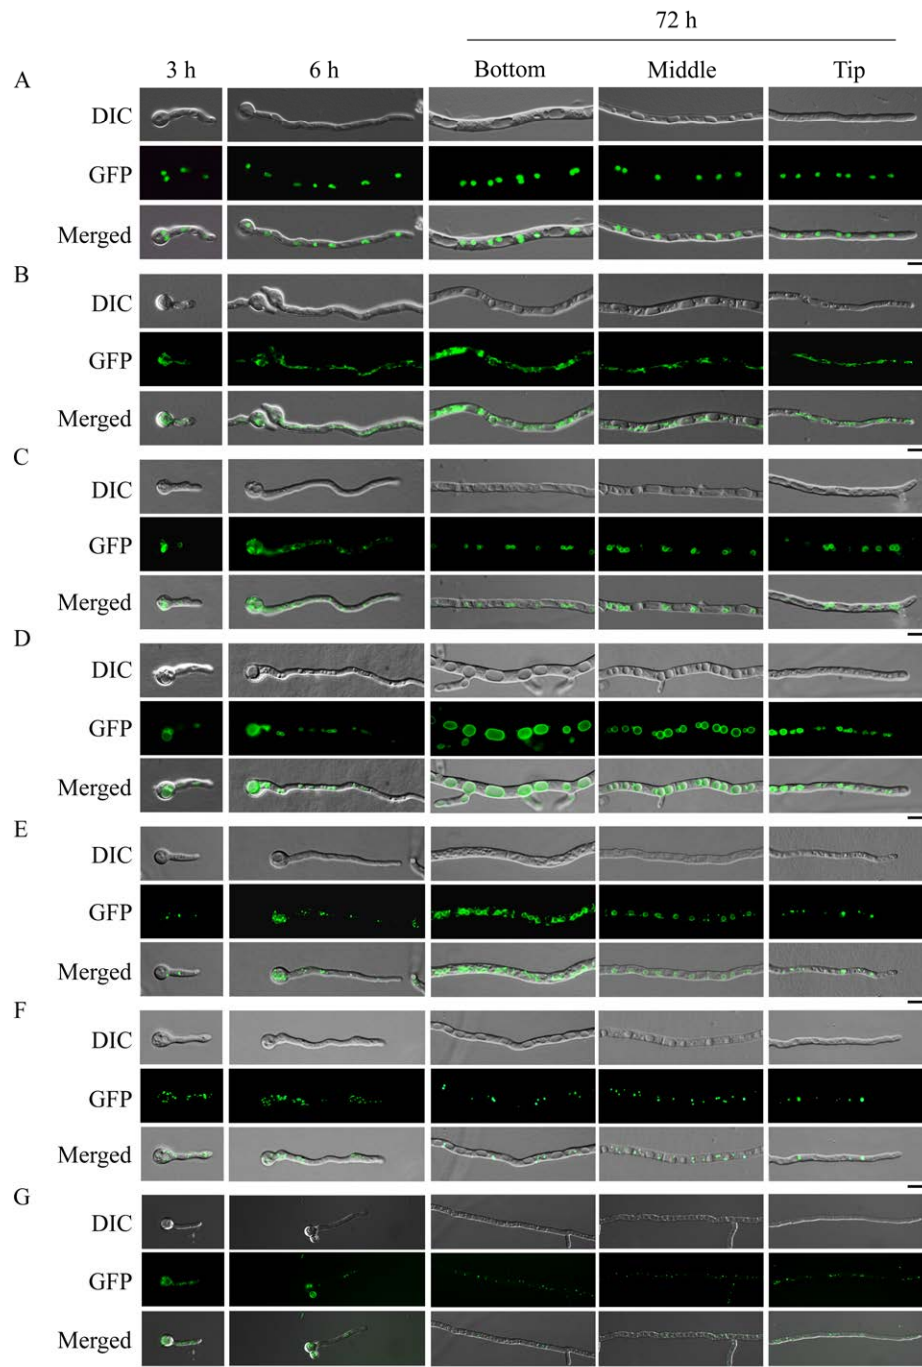 72 h
3 h 6 h Bottom Middle Tip
A
DIC
GFP
Merged
B
DIC
GFP
Merged
C
DIC
GFP
Merged
D
DIC
GFP
Merged
E
DIC
GFP
Merged
F
DIC
GFP
Merged
G
DIC
GFP
Merged